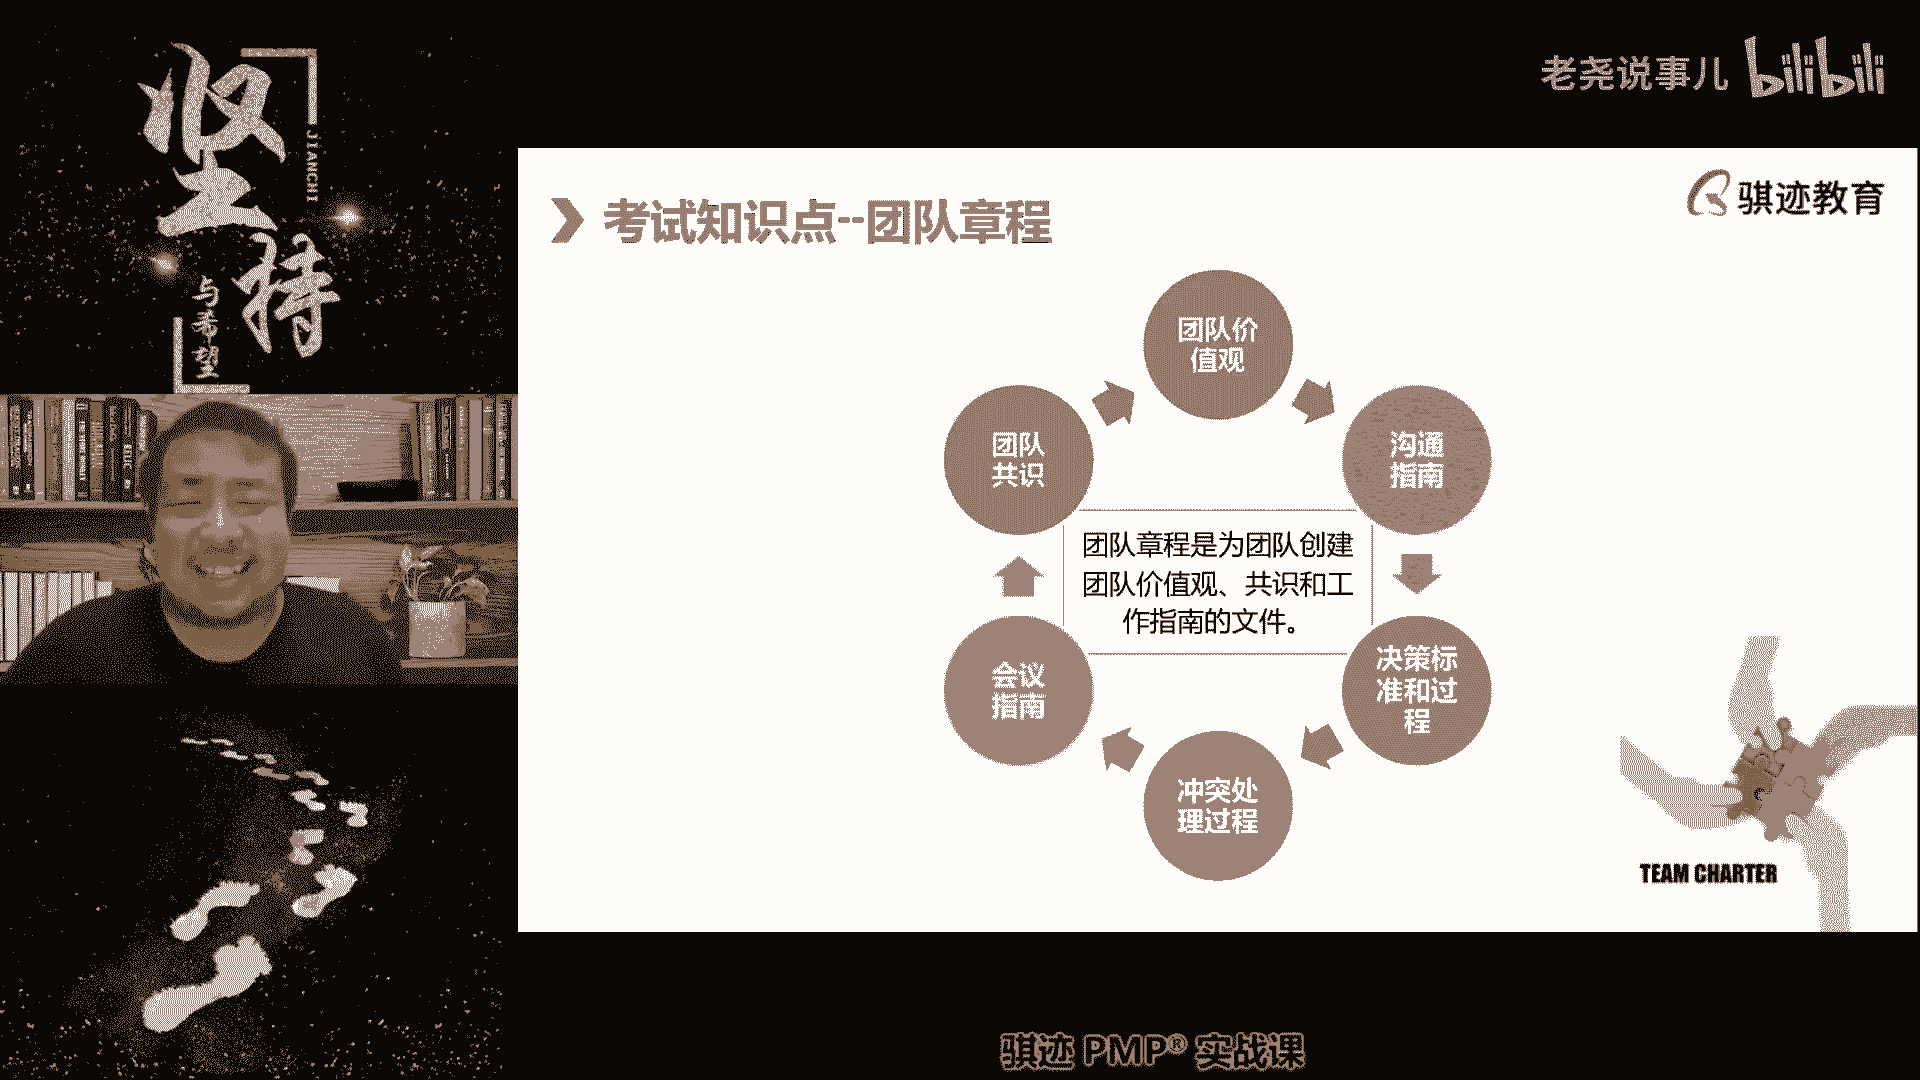 坚持
JIANCHI
与希望
老尧说事儿 bilibili
骐迹教育
考试知识点--团队章程
团队价
值观
沟通
指南
决策标
准和过
程
冲突处
理过程
会议
指南
团队
共识
团队章程是为团队创建
团队价值观、共识和工
作指南的文件。
TEAM CHARTER
骐迹 PMP® 实战课